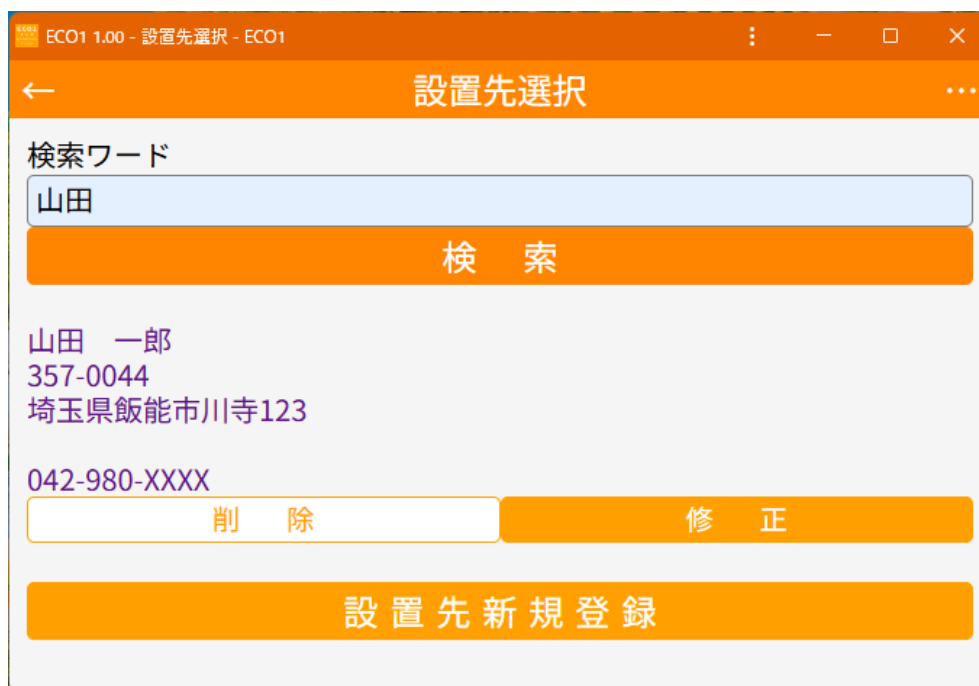 ECO1 1.00 - 設置先選択 - ECO1
設置先選択
検索ワード
山田
検　索
山田　一郎
357-0044
埼玉県飯能市川寺123
042-980-XXXX
削　除
修　正
設置先新規登録